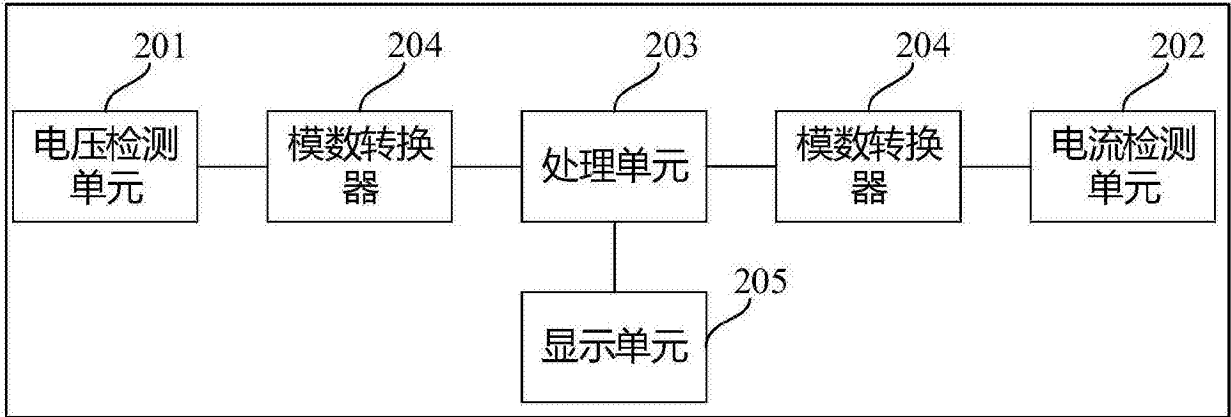 201
204
203
204
202
电压检测
单元
模数转换
器
处理单元
模数转换
器
电流检测
单元
205
显示单元